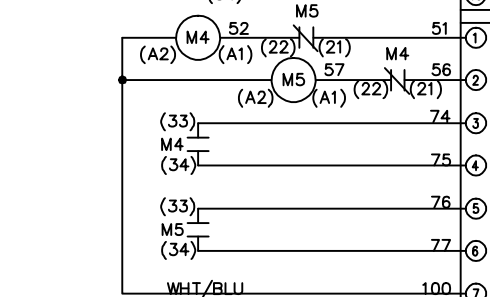 M5
M4 52 51 1
(A2) (A1) (22) (21)
M4
M5 57 56 2
(A2) (A1) (22) (21)
(33) 74 3
M4
(34) 75 4
(33) 76 5
M5
(34) 77 6
WHT/BLU 100 7